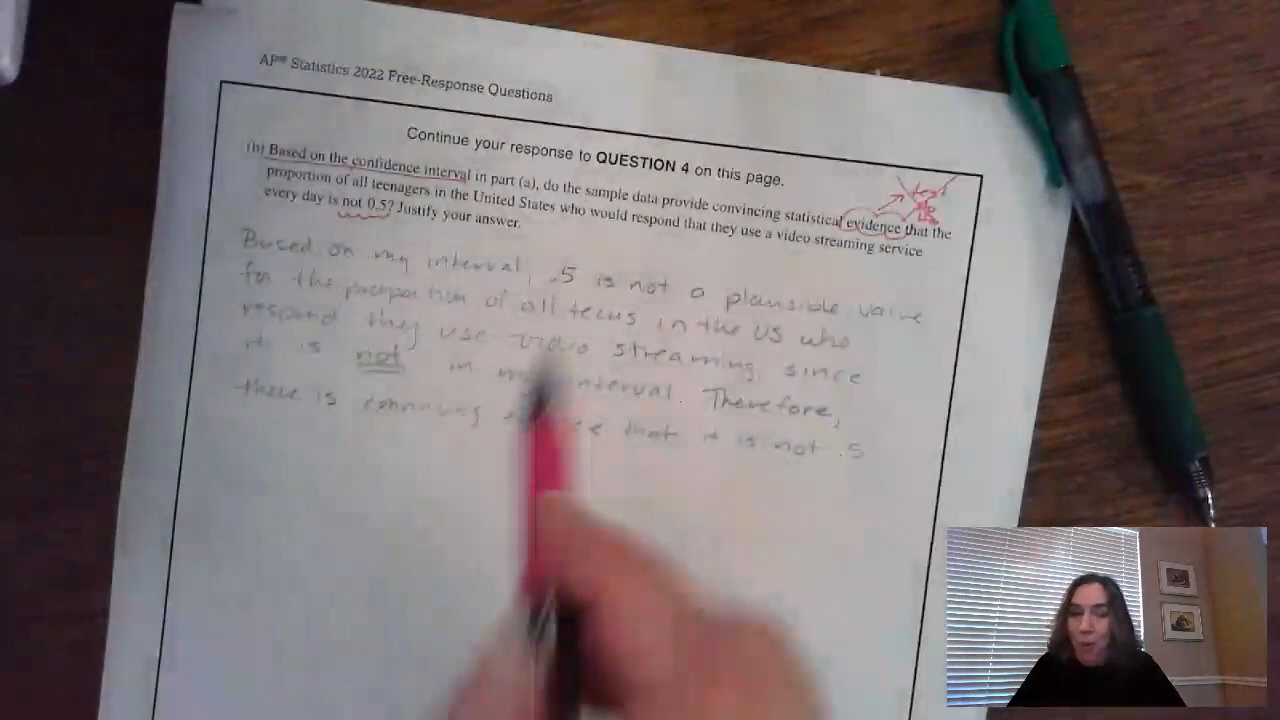 AP® Statistics 2022 Free-Response Questions
Continue your response to QUESTION 4 on this page.
(b) Based on the confidence interval in part (a), do the sample data provide convincing statistical evidence that the
proportion of all teenagers in the United States who would respond that they use a video streaming service
every day is not 0.5? Justify your answer.
test
Based on my interval, .5 is not a plausible value
for the proportion of all teens in the US who
respond they use video streaming, since
it is not in my interval. Therefore,
there is that it is not .5